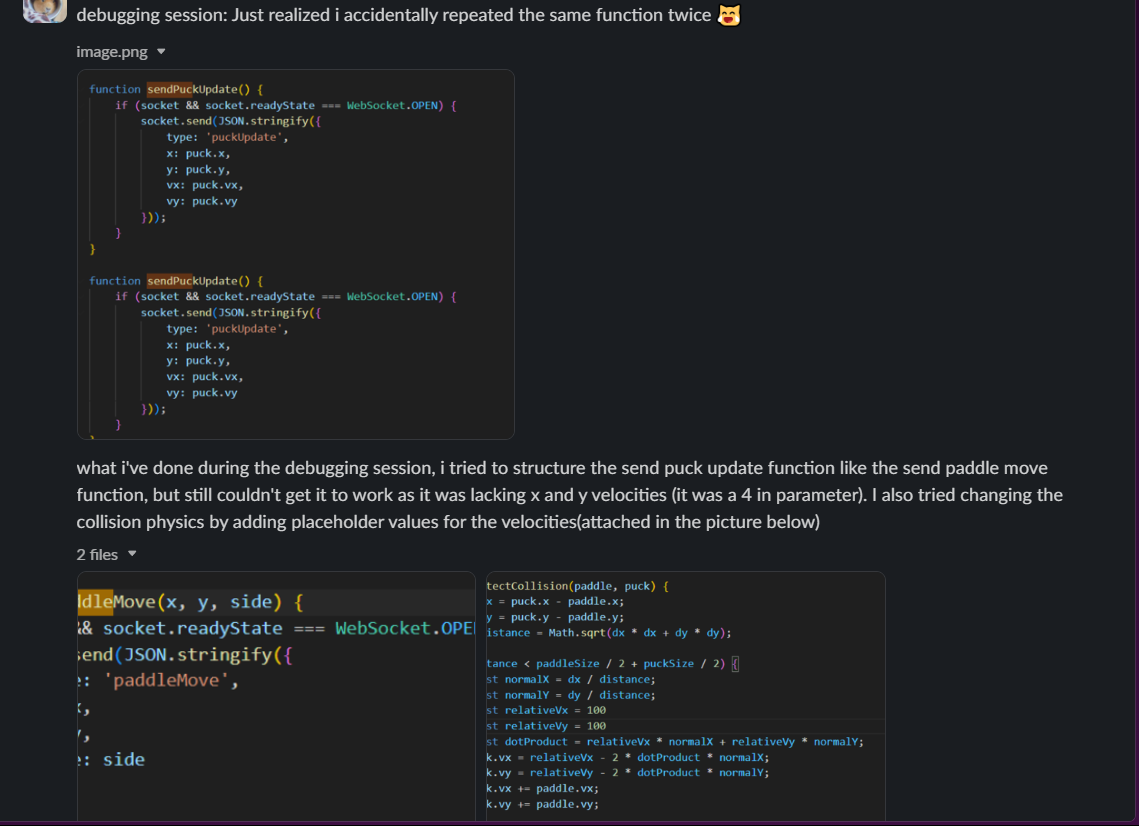 debugging session: Just realized i accidentally repeated the same function twice
image.png
function sendPuckUpdate() {
if (socket && socket.readyState === WebSocket.OPEN) {
socket.send(JSON.stringify({
type: 'puckUpdate',
x: puck.x,
y: puck.y,
vx: puck.vx,
vy: puck.vy
}));
}
}
function sendPuckUpdate() {
if (socket && socket.readyState === WebSocket.OPEN) {
socket.send(JSON.stringify({
type: 'puckUpdate',
x: puck.x,
y: puck.y,
vx: puck.vx,
vy: puck.vy
}));
}
what i've done during the debugging session, i tried to structure the send puck update function like the send paddle move
function, but still couldn't get it to work as it was lacking x and y velocities (it was a 4 in parameter). I also tried changing the
collision physics by adding placeholder values for the velocities(attached in the picture below)
2 files
ddleMove(x, y, side) {
&& socket.readyState === WebSocket.OPE
send(JSON.stringify({
: 'paddleMove',
,
,
: side
tectCollision(paddle, puck) {
x = puck.x - paddle.x;
y = puck.y - paddle.y;
istance = Math.sqrt(dx * dx + dy * dy);
tance < paddleSize / 2 + puckSize / 2) {
st normalX = dx / distance;
st normalY = dy / distance;
st relativeVx = 100
st relativeVy = 100
st dotProduct = relativeVx * normalX + relativeVy * normalY;
k.vx = relativeVx - 2 * dotProduct * normalX;
k.vy = relativeVy - 2 * dotProduct * normalY;
k.vx += paddle.vx;
k.vy += paddle.vy;